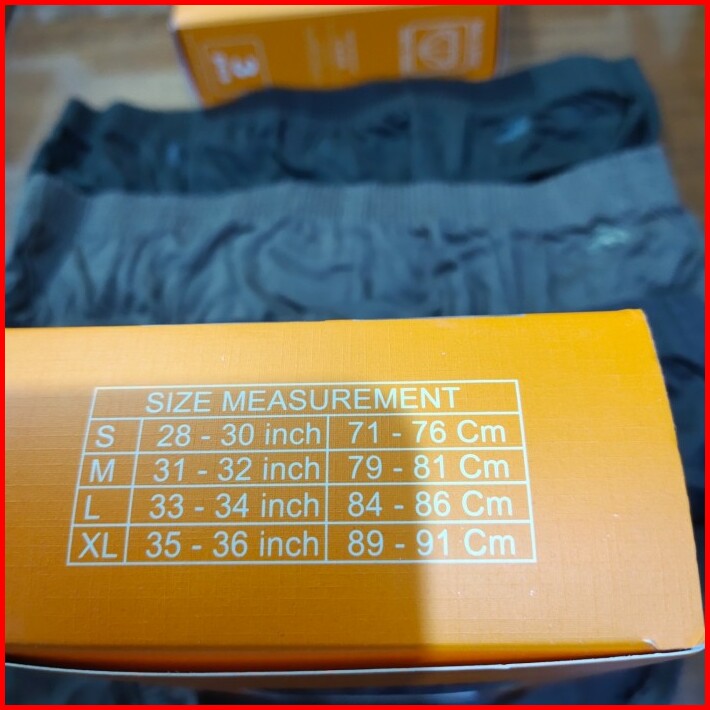 3
SIZE MEASUREMENT
S 28 - 30 inch 71 - 76 Cm
M 31 - 32 inch 79 - 81 Cm
L 33 - 34 inch 84 - 86 Cm
XL 35 - 36 inch 89 - 91 Cm